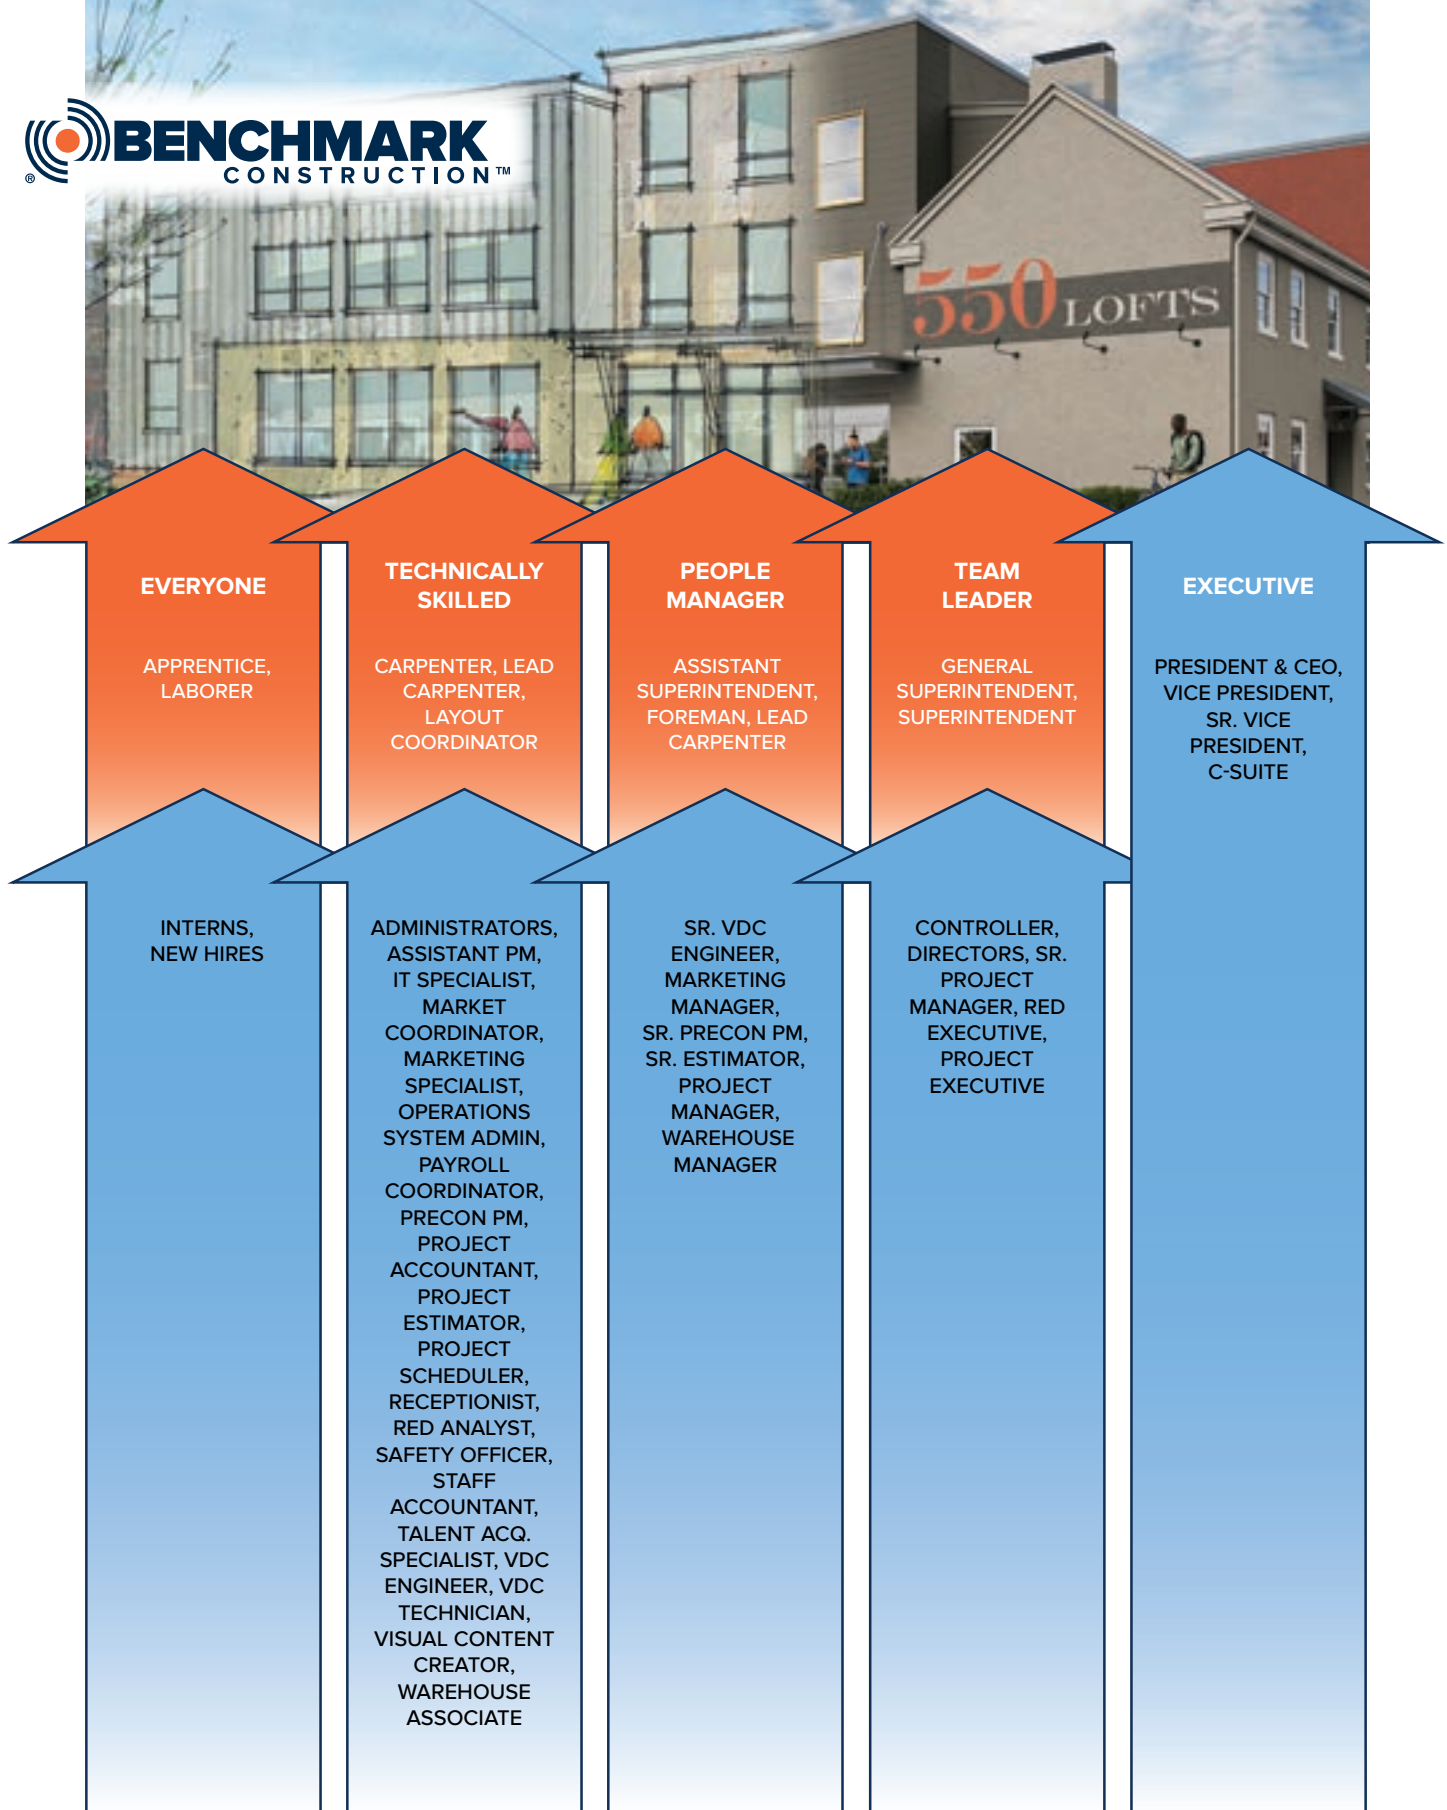 BENCHMARK
CONSTRUCTION™
®
550 LOFTS
EVERYONE
APPRENTICE,
LABORER
INTERNS,
NEW HIRES
TECHNICALLY
SKILLED
CARPENTER, LEAD
CARPENTER,
LAYOUT
COORDINATOR
ADMINISTRATORS,
ASSISTANT PM,
IT SPECIALIST,
MARKET
COORDINATOR,
MARKETING
SPECIALIST,
OPERATIONS
SYSTEM ADMIN,
PAYROLL
COORDINATOR,
PRECON PM,
PROJECT
ACCOUNTANT,
PROJECT
ESTIMATOR,
PROJECT
SCHEDULER,
RECEPTIONIST,
RED ANALYST,
SAFETY OFFICER,
STAFF
ACCOUNTANT,
TALENT ACQ.
SPECIALIST, VDC
ENGINEER, VDC
TECHNICIAN,
VISUAL CONTENT
CREATOR,
WAREHOUSE
ASSOCIATE
PEOPLE
MANAGER
ASSISTANT
SUPERINTENDENT,
FOREMAN, LEAD
CARPENTER
SR. VDC
ENGINEER,
MARKETING
MANAGER,
SR. PRECON PM,
SR. ESTIMATOR,
PROJECT
MANAGER,
WAREHOUSE
MANAGER
TEAM
LEADER
GENERAL
SUPERINTENDENT,
SUPERINTENDENT
CONTROLLER,
DIRECTORS, SR.
PROJECT
MANAGER, RED
EXECUTIVE,
PROJECT
EXECUTIVE
EXECUTIVE
PRESIDENT & CEO,
VICE PRESIDENT,
SR. VICE
PRESIDENT,
C-SUITE